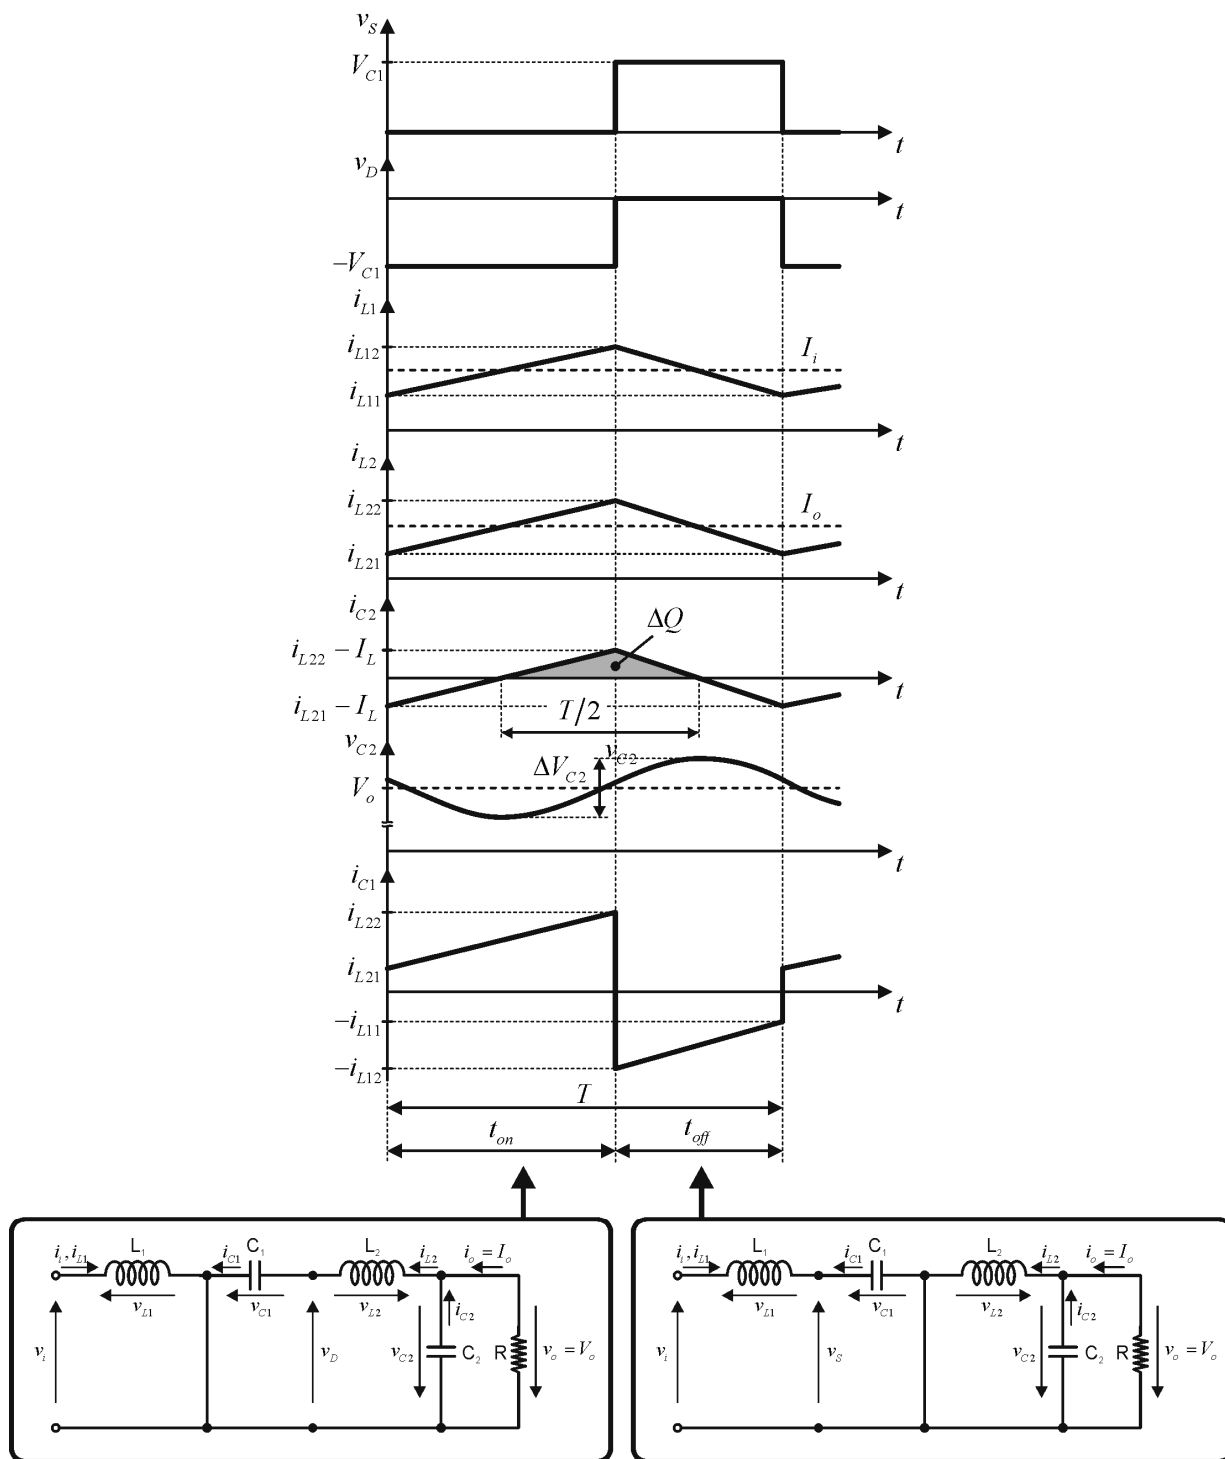 v_S
V_C1
t
v_D
t
−V_C1
i_L1
i_L12
I_i
i_L11
t
i_L2
i_L22
I_o
i_L21
t
i_C2
ΔQ
i_L22 − I_L
t
i_L21 − I_L
T/2
v_C2
v_C2
ΔV_C2
V_o
t
i_C1
i_L22
i_L21
t
−i_L11
−i_L12
T
t_on t_off
i_i, i_L1 L_1 i_C1 C_1 L_2 i_L2 i_o = I_o
v_L1 v_C1 v_L2 i_C2
v_i v_D v_C2 C_2 R v_o = V_o
i_i, i_L1 L_1 i_C1 C_1 L_2 i_L2 i_o = I_o
v_L1 v_C1 v_L2 i_C2
v_i v_S v_C2 C_2 R v_o = V_o